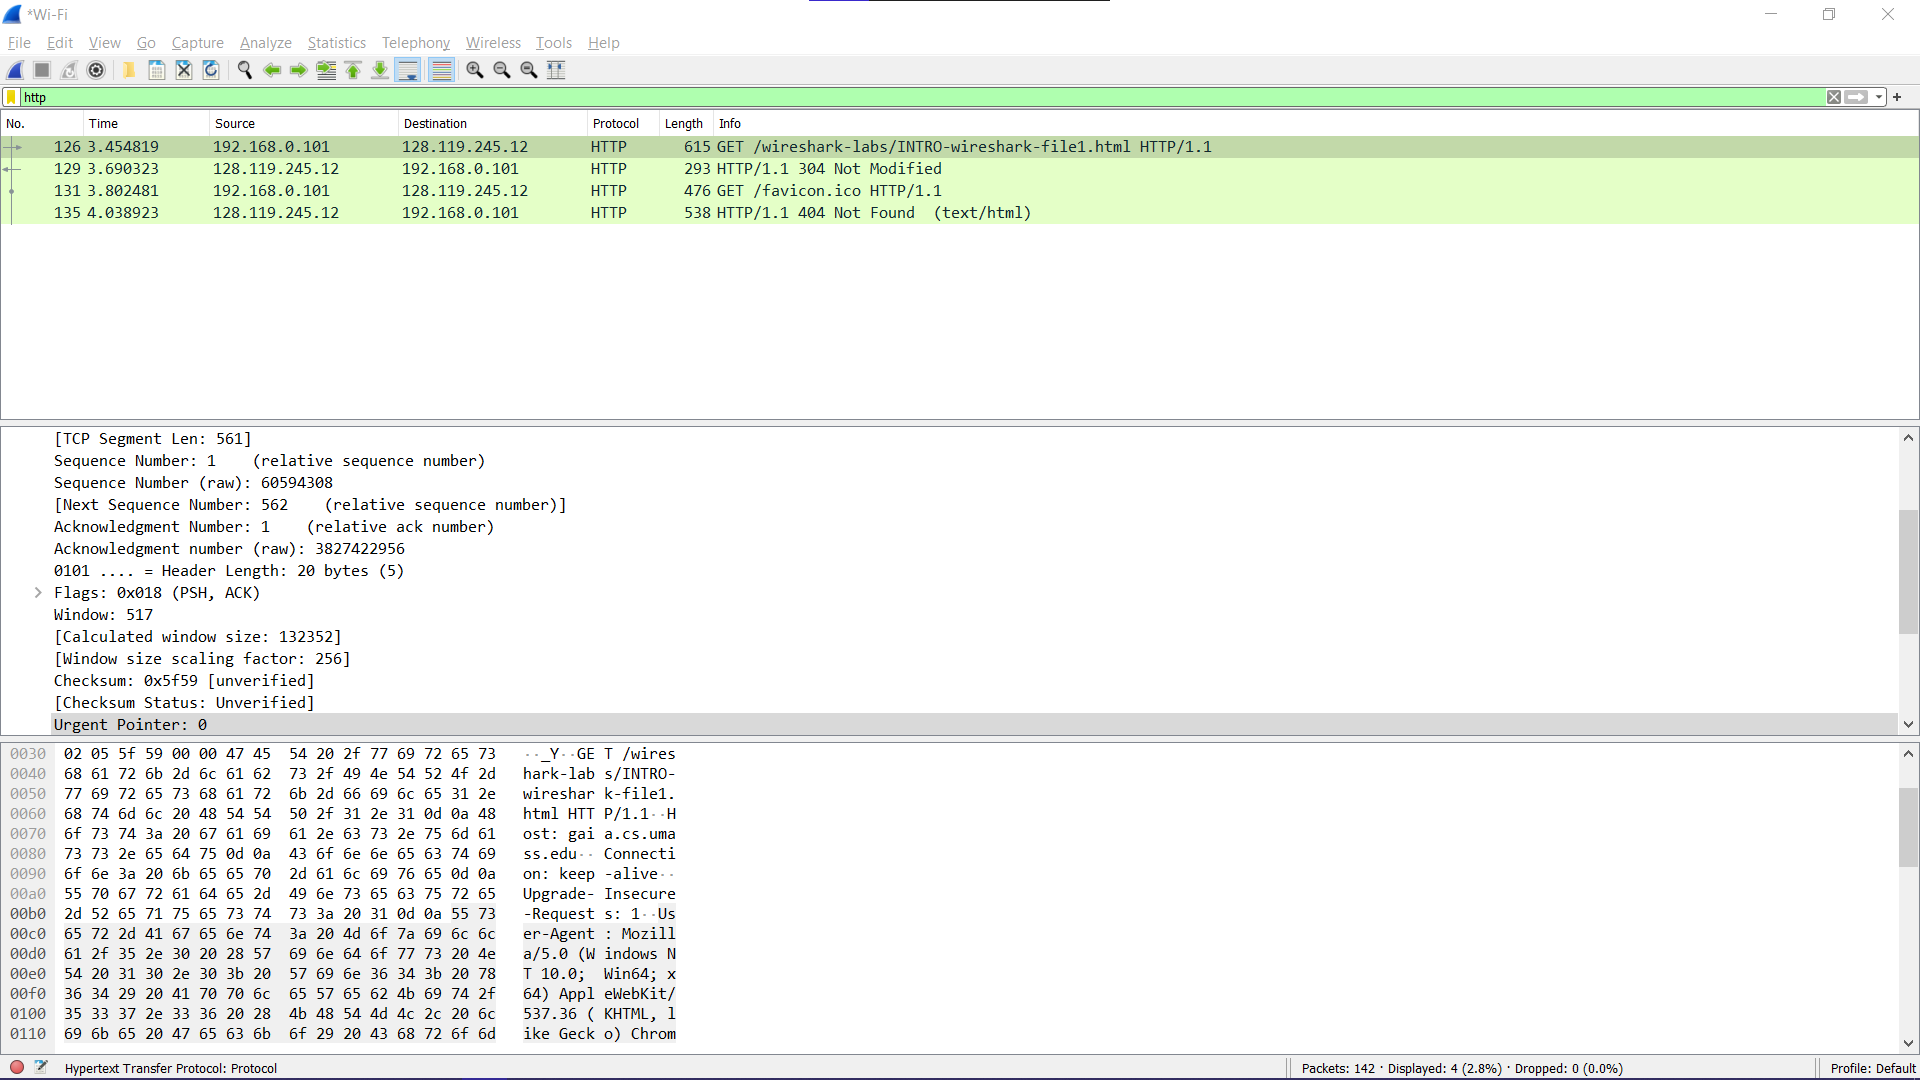 *Wi-Fi
File Edit View Go Capture Analyze Statistics Telephony Wireless Tools Help
http
No. Time Source Destination Protocol Length Info
126 3.454819 192.168.0.101 128.119.245.12 HTTP 615 GET /wireshark-labs/INTRO-wireshark-file1.html HTTP/1.1
129 3.690323 128.119.245.12 192.168.0.101 HTTP 293 HTTP/1.1 304 Not Modified
131 3.802481 192.168.0.101 128.119.245.12 HTTP 476 GET /favicon.ico HTTP/1.1
135 4.038923 128.119.245.12 192.168.0.101 HTTP 538 HTTP/1.1 404 Not Found (text/html)
[TCP Segment Len: 561]
Sequence Number: 1 (relative sequence number)
Sequence Number (raw): 60594308
[Next Sequence Number: 562 (relative sequence number)]
Acknowledgment Number: 1 (relative ack number)
Acknowledgment number (raw): 3827422956
0101 .... = Header Length: 20 bytes (5)
Flags: 0x018 (PSH, ACK)
Window: 517
[Calculated window size: 132352]
[Window size scaling factor: 256]
Checksum: 0x5f59 [unverified]
[Checksum Status: Unverified]
Urgent Pointer: 0
0030 02 05 5f 59 00 00 47 45 54 20 2f 77 69 72 65 73 ··_Y··GE T /wires
0040 68 61 72 6b 2d 6c 61 62 73 2f 49 4e 54 52 4f 2d hark-lab s/INTRO-
0050 77 69 72 65 73 68 61 72 6b 2d 66 69 6c 65 31 2e wireshar k-file1.
0060 68 74 6d 6c 20 48 54 54 50 2f 31 2e 31 0d 0a 48 html HTT P/1.1··H
0070 6f 73 74 3a 20 67 61 69 61 2e 63 73 2e 75 6d 61 ost: gai a.cs.uma
0080 73 73 2e 65 64 75 0d 0a 43 6f 6e 6e 65 63 74 69 ss.edu·· Connecti
0090 6f 6e 3a 20 6b 65 65 70 2d 61 6c 69 76 65 0d 0a on: keep -alive··
00a0 55 70 67 72 61 64 65 2d 49 6e 73 65 63 75 72 65 Upgrade- Insecure
00b0 2d 52 65 71 75 65 73 74 73 3a 20 31 0d 0a 55 73 -Request s: 1··Us
00c0 65 72 2d 41 67 65 6e 74 3a 20 4d 6f 7a 69 6c 6c er-Agent : Mozill
00d0 61 2f 35 2e 30 20 28 57 69 6e 64 6f 77 73 20 4e a/5.0 (W indows N
00e0 54 20 31 30 2e 30 3b 20 57 69 6e 36 34 3b 20 78 T 10.0; Win64; x
00f0 36 34 29 20 41 70 70 6c 65 57 65 62 4b 69 74 2f 64) Appl eWebKit/
0100 35 33 37 2e 33 36 20 28 4b 48 54 4d 4c 2c 20 6c 537.36 ( KHTML, l
0110 69 6b 65 20 47 65 63 6b 6f 29 20 43 68 72 6f 6d ike Geck o) Chrom
Hypertext Transfer Protocol: Protocol Packets: 142 · Displayed: 4 (2.8%) · Dropped: 0 (0.0%) Profile: Default